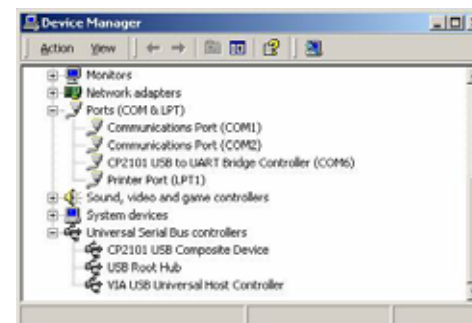 Device Manager
Action View
Monitors
Network adapters
Ports (COM & LPT)
Communications Port (COM1)
Communications Port (COM2)
CP2101 USB to UART Bridge Controller (COM6)
Printer Port (LPT1)
Sound, video and game controllers
System devices
Universal Serial Bus controllers
CP2101 USB Composite Device
USB Root Hub
VIA USB Universal Host Controller